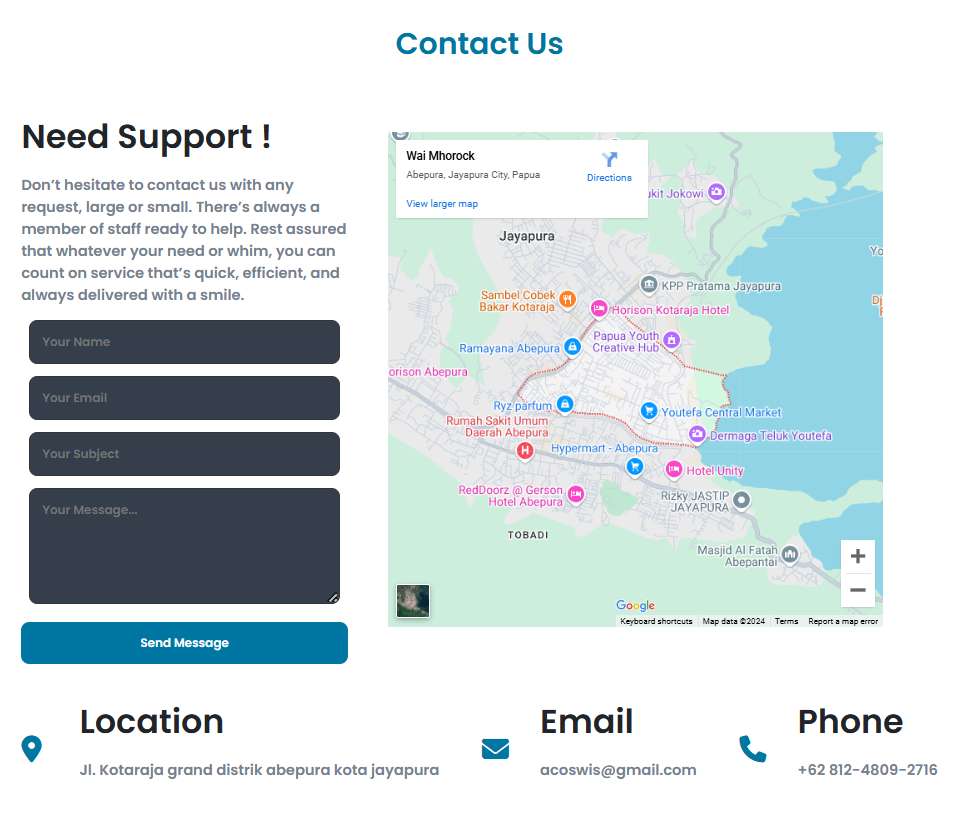 Contact Us
Need Support !
Don't hesitate to contact us with any
request, large or small. There's always a
member of staff ready to help. Rest assured
that whatever your need or whim, you can
count on service that's quick, efficient, and
always delivered with a smile.
Your Name
Your Email
Your Subject
Your Message...
Send Message
Wai Mhorock
Abepura, Jayapura City, Papua
Directions
View larger map
ukit Jokowi
Jayapura
Yo
KPP Pratama Jayapura
Sambel Cobek
Bakar Kotaraja
Horison Kotaraja Hotel
Dj
Papua Youth
Creative Hub
Ramayana Abepura
orison Abepura
Ryz parfum
Youtefa Central Market
Rumah Sakit Umum
Daerah Abepura
Dermaga Teluk Youtefa
Hypermart - Abepura
Hotel Unity
RedDoorz @ Gerson
Hotel Abepura
Rizky JASTIP
JAYAPURA
TOBADI
Masjid Al Fatah
Abepantai
Google
Keyboard shortcuts
Map data ©2024
Terms
Report a map error
Location
Jl. Kotaraja grand distrik abepura kota jayapura
Email
acoswis@gmail.com
Phone
+62 812-4809-2716